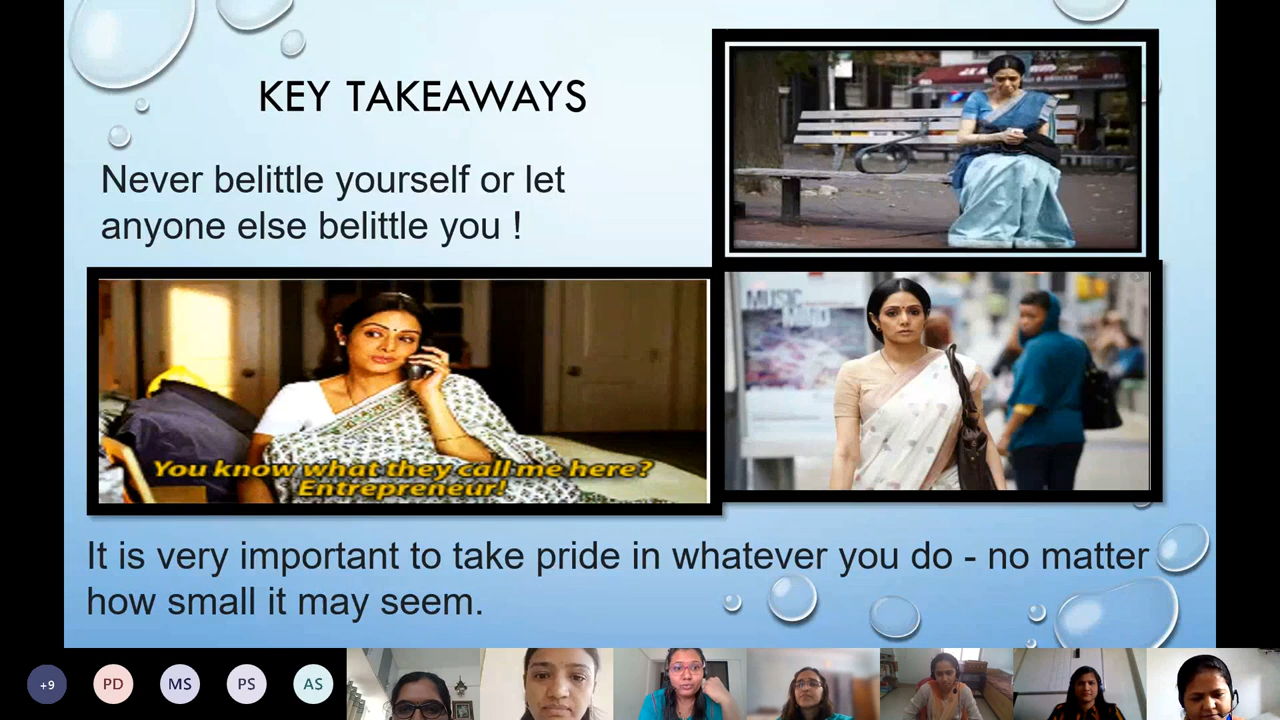 KEY TAKEAWAYS
Never belittle yourself or let
anyone else belittle you !
MUSIC
You know what they call me here?
Entrepreneur!
It is very important to take pride in whatever you do - no matter
how small it may seem.
+9
PD
MS
PS
AS